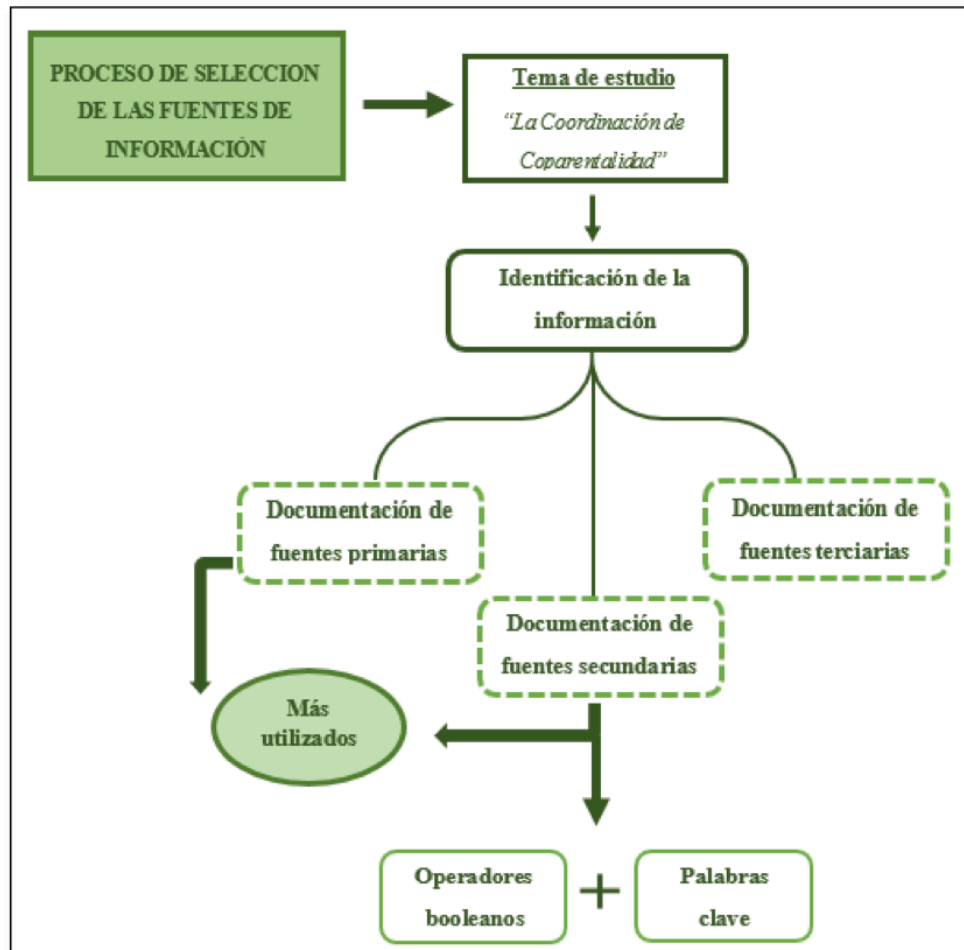 PROCESO DE SELECCION
DE LAS FUENTES DE
INFORMACIÓN
Tema de estudio
“La Coordinación de
Coparentalidad”
Identificación de la
información
Documentación de
fuentes primarias
Documentación de
fuentes terciarias
Documentación de
fuentes secundarias
Más
utilizados
Operadores
booleanos
+
Palabras
clave